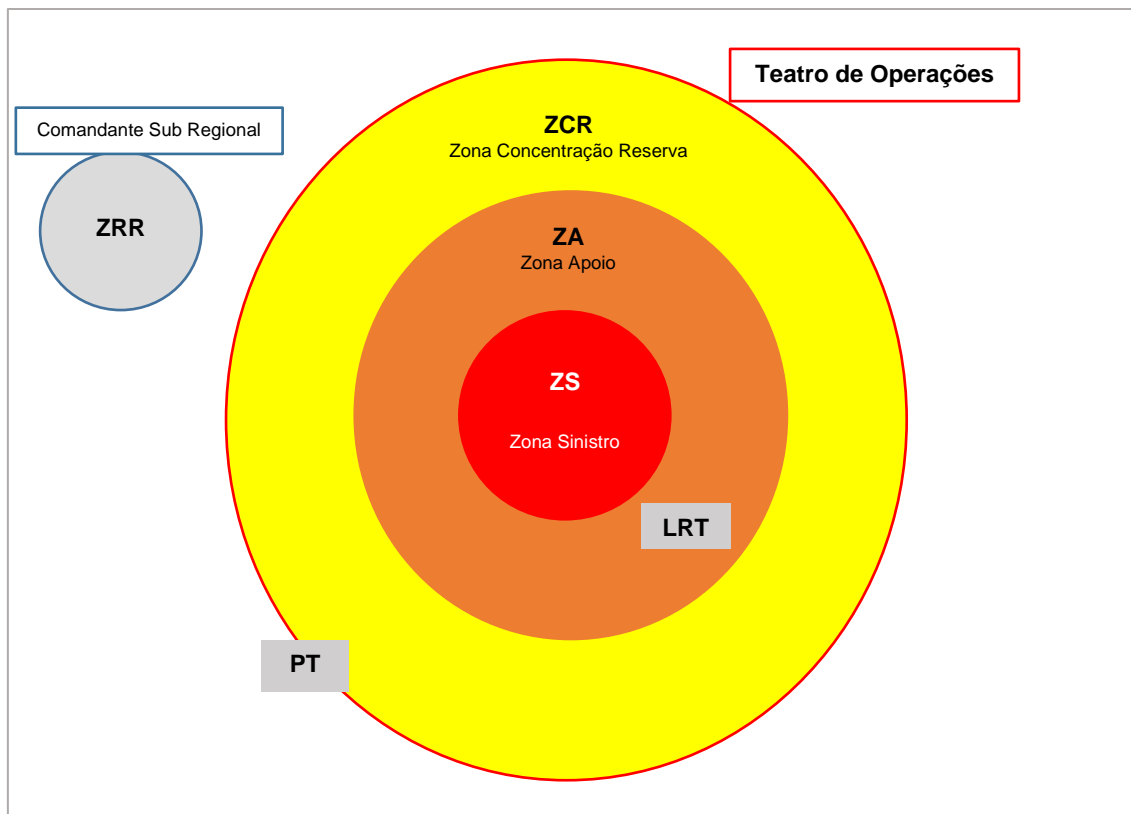 Teatro de Operações
Comandante Sub Regional
ZRR
ZCR
Zona Concentração Reserva
ZA
Zona Apoio
ZS
Zona Sinistro
LRT
PT